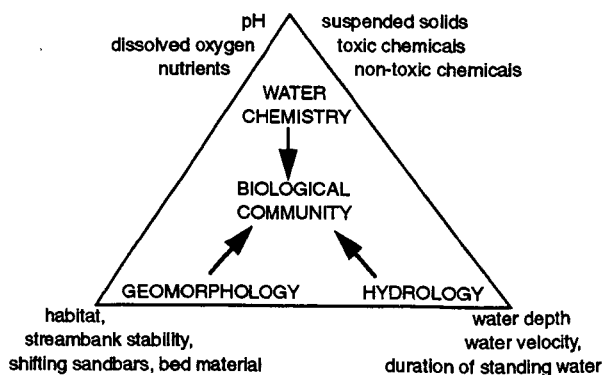 pH
dissolved oxygen
nutrients
suspended solids
toxic chemicals
non-toxic chemicals
WATER
CHEMISTRY
BIOLOGICAL
COMMUNITY
GEOMORPHOLOGY
HYDROLOGY
habitat,
streambank stability,
shifting sandbars, bed material
water depth
water velocity,
duration of standing water